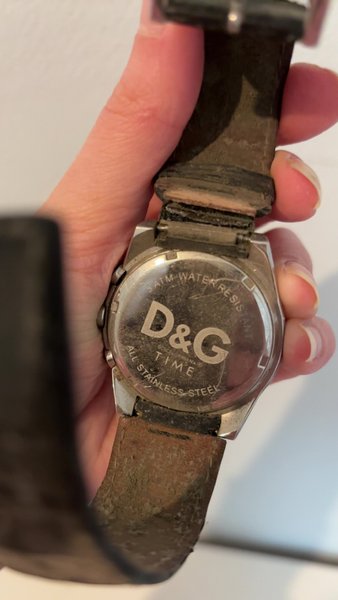 ATM WATER RESIS
D&G
TIME
ALL STAINLESS STEEL